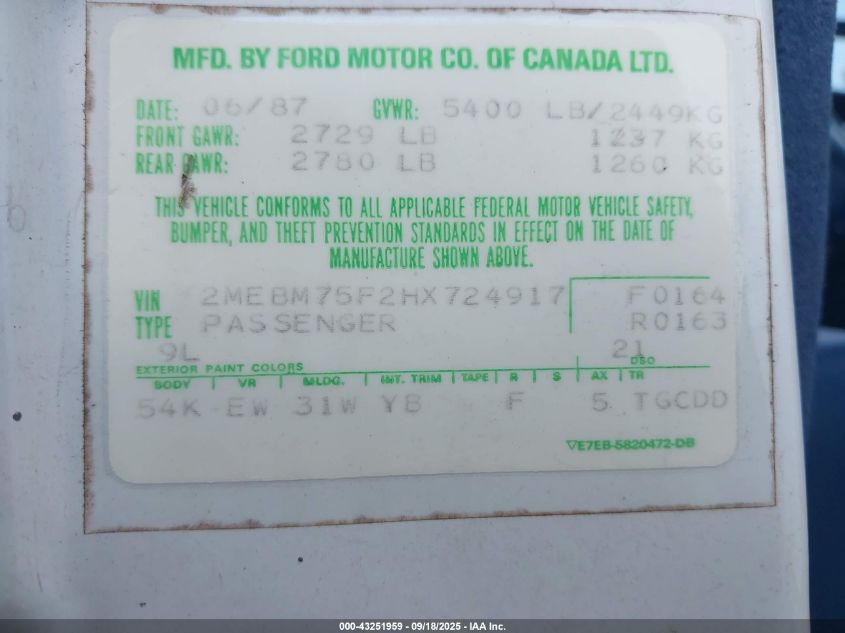 MFD. BY FORD MOTOR CO. OF CANADA LTD.
DATE: 06/87 GVWR: 5400 LB/2449KG
FRONT GAWR: 2729 LB 1237 KG
REAR GAWR: 2780 LB 1260 KG
THIS VEHICLE CONFORMS TO ALL APPLICABLE FEDERAL MOTOR VEHICLE SAFETY,
BUMPER, AND THEFT PREVENTION STANDARDS IN EFFECT ON THE DATE OF
MANUFACTURE SHOWN ABOVE.
VIN 2MEBM75F2HX724917 F0164
TYPE PASSENGER R0163
9L 21
EXTERIOR PAINT COLORS DSO
BODY VR MLDG. INT. TRIM TAPE R S AX TR
54K EW 31W YB F 5 TGCDD
▽E7EB-5820472-DB
000-43251959 - 09/18/2025 - IAA Inc.